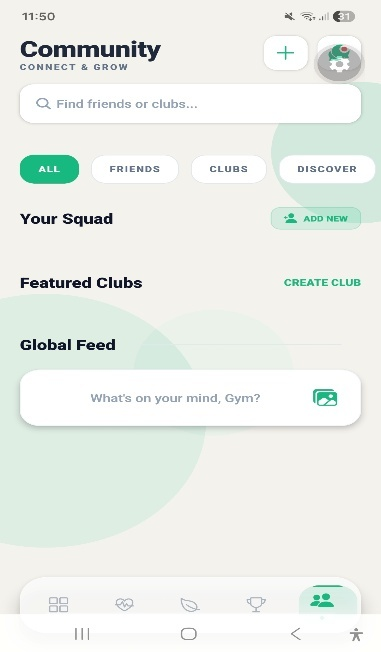 11:50
31
Community
CONNECT & GROW
Find friends or clubs...
ALL
FRIENDS
CLUBS
DISCOVER
Your Squad
ADD NEW
Featured Clubs
CREATE CLUB
Global Feed
What's on your mind, Gym?